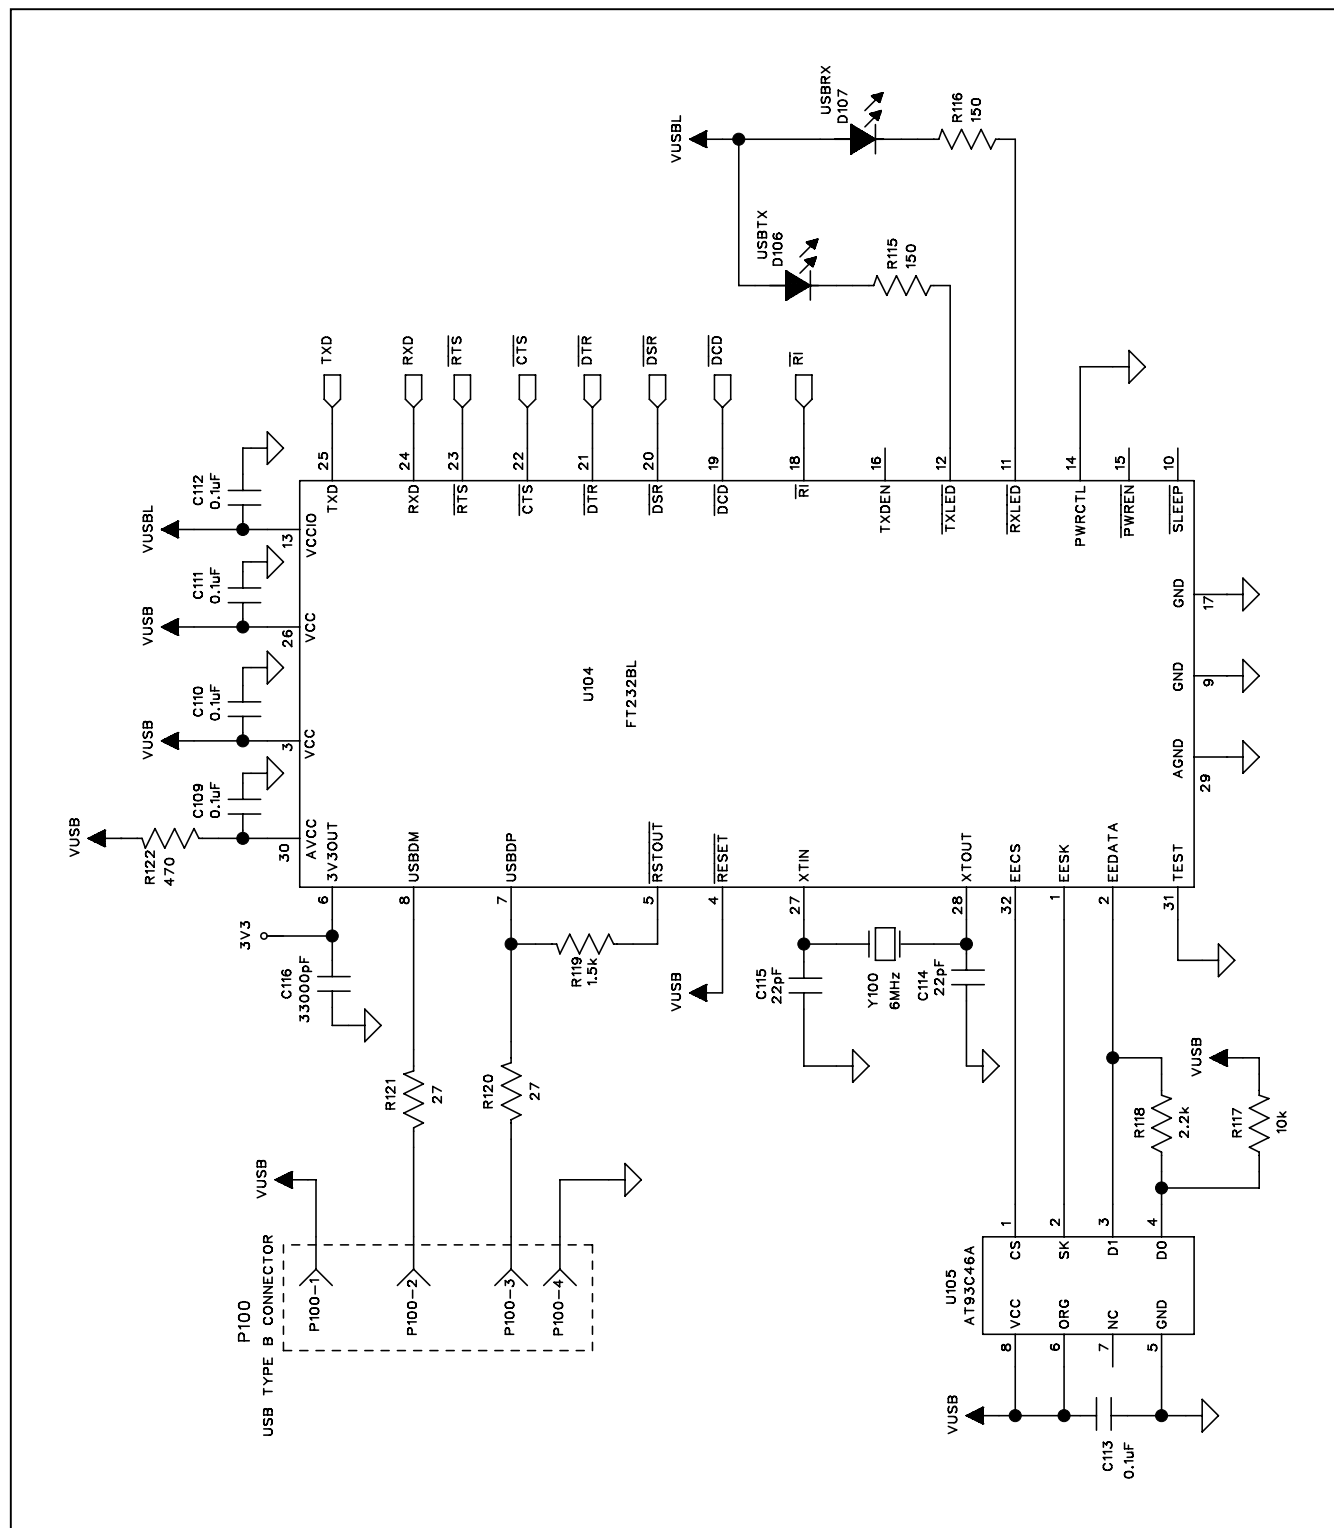 P100
USB TYPE B CONNECTOR
P100-1
P100-2
P100-3
P100-4
VUSB
R121
27
R120
27
VUSB
R122
470
C109
0.1uF
VUSB
C110
0.1uF
VUSB
C111
0.1uF
VUSBL
C112
0.1uF
30
AVCC
3
VCC
26
VCC
13
VCCIO
3V3
C116
33000pF
6
3V3OUT
8
USBDM
7
USBDP
R119
1.5k
5
RSTOUT
VUSB
4
RESET
C115
22pF
27
XTIN
Y100
6MHz
C114
22pF
28
XTOUT
32
EECS
1
EESK
2
EEDATA
31
TEST
U104
FT232BL
TXD
25
TXD
RXD
24
RXD
RTS
23
RTS
CTS
22
CTS
DTR
21
DTR
DSR
20
DSR
DCD
19
DCD
RI
18
RI
TXDEN
16
TXLED
12
RXLED
11
PWRCTL
14
PWREN
15
SLEEP
10
AGND
29
GND
9
GND
17
VUSBL
USBTX
D106
R115
150
USBRX
D107
R116
150
U105
AT93C46A
VUSB
8
VCC
CS
1
6
ORG
SK
2
7
NC
D1
3
5
GND
D0
4
C113
0.1uF
R118
2.2k
VUSB
R117
10k